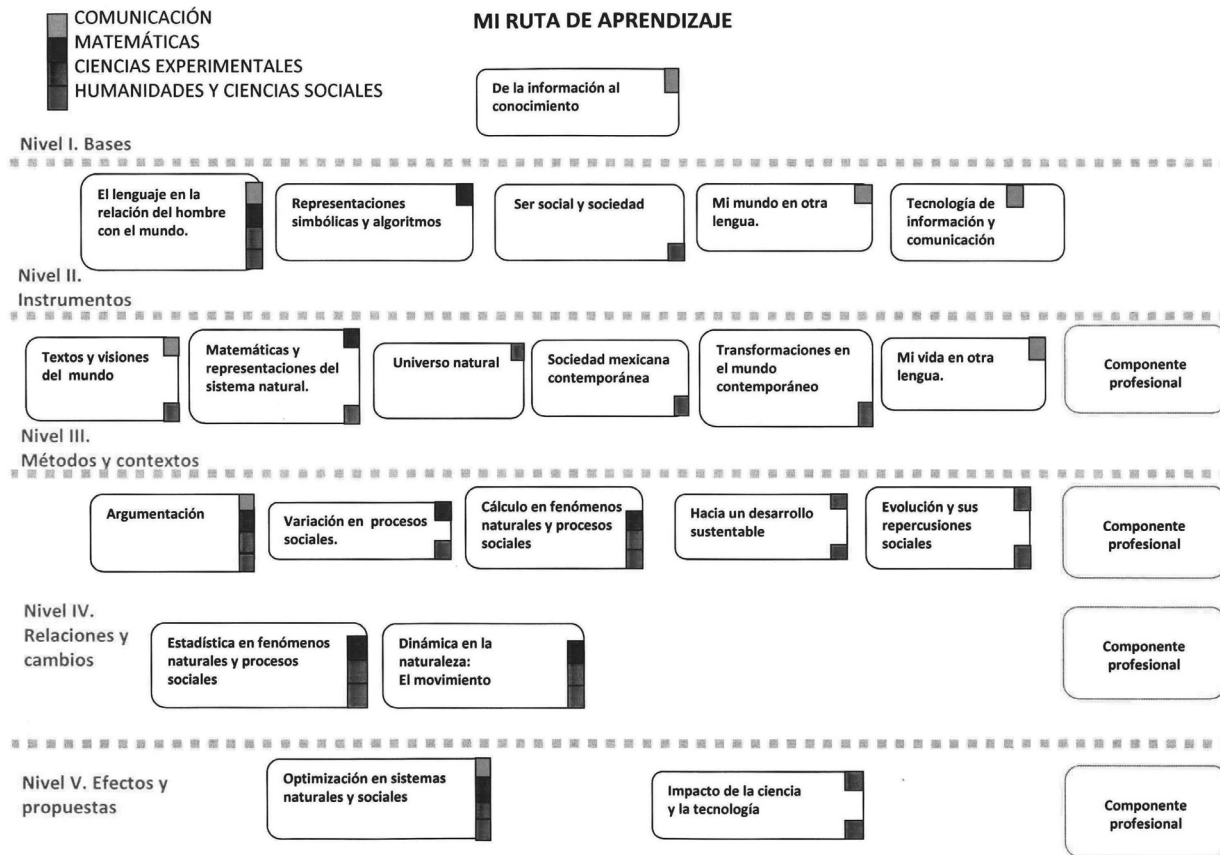 COMUNICACIÓN
MATEMÁTICAS
CIENCIAS EXPERIMENTALES
HUMANIDADES Y CIENCIAS SOCIALES
MI RUTA DE APRENDIZAJE
De la información al
conocimiento
Nivel I. Bases
El lenguaje en la
relación del hombre
con el mundo.
Representaciones
simbólicas y algoritmos
Ser social y sociedad
Mi mundo en otra
lengua.
Tecnología de
información y
comunicación
Nivel II.
Instrumentos
Textos y visiones
del mundo
Matemáticas y
representaciones del
sistema natural.
Universo natural
Sociedad mexicana
contemporánea
Transformaciones en
el mundo
contemporáneo
Mi vida en otra
lengua.
Componente
profesional
Nivel III.
Métodos y contextos
Argumentación
Variación en procesos
sociales.
Cálculo en fenómenos
naturales y procesos
sociales
Hacia un desarrollo
sustentable
Evolución y sus
repercusiones
sociales
Componente
profesional
Nivel IV.
Relaciones y
cambios
Estadística en fenómenos
naturales y procesos
sociales
Dinámica en la
naturaleza:
El movimiento
Componente
profesional
Nivel V. Efectos y
propuestas
Optimización en sistemas
naturales y sociales
Impacto de la ciencia
y la tecnología
Componente
profesional